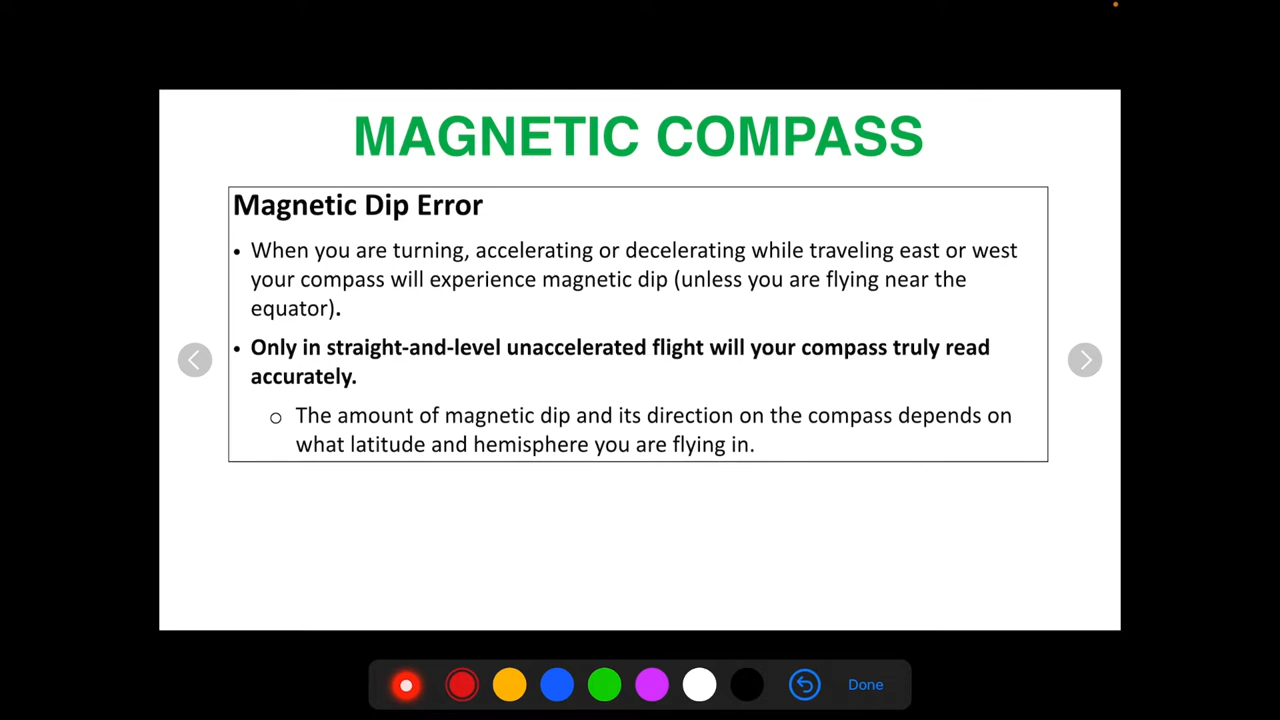 MAGNETIC COMPASS
Magnetic Dip Error
• When you are turning, accelerating or decelerating while traveling east or west
your compass will experience magnetic dip (unless you are flying near the
equator).
• Only in straight-and-level unaccelerated flight will your compass truly read
accurately.
o The amount of magnetic dip and its direction on the compass depends on
what latitude and hemisphere you are flying in.
Done